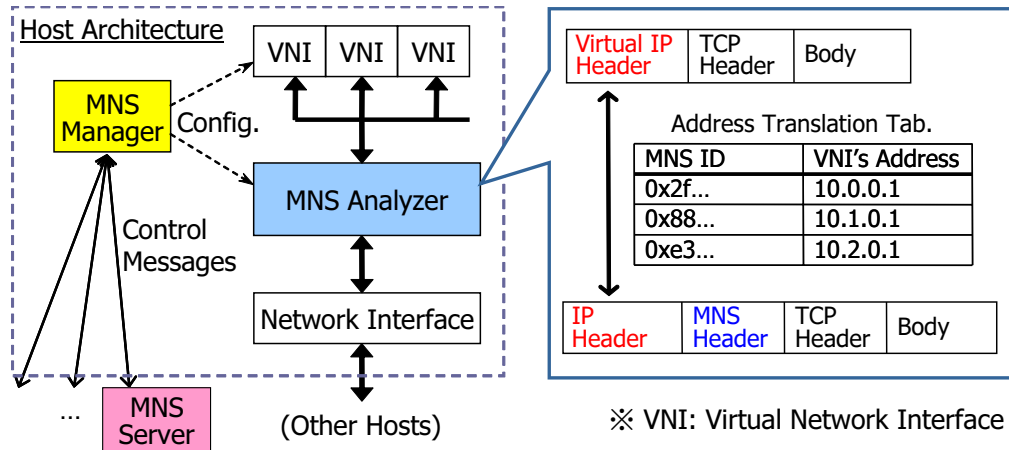 Host Architecture
VNI VNI VNI
MNS
Manager
Config.
MNS Analyzer
Control
Messages
Network Interface
...
MNS
Server
(Other Hosts)
Virtual IP
Header
TCP
Header
Body
Address Translation Tab.
MNS ID VNI's Address
0x2f... 10.0.0.1
0x88... 10.1.0.1
0xe3... 10.2.0.1
IP
Header
MNS
Header
TCP
Header
Body
※ VNI: Virtual Network Interface